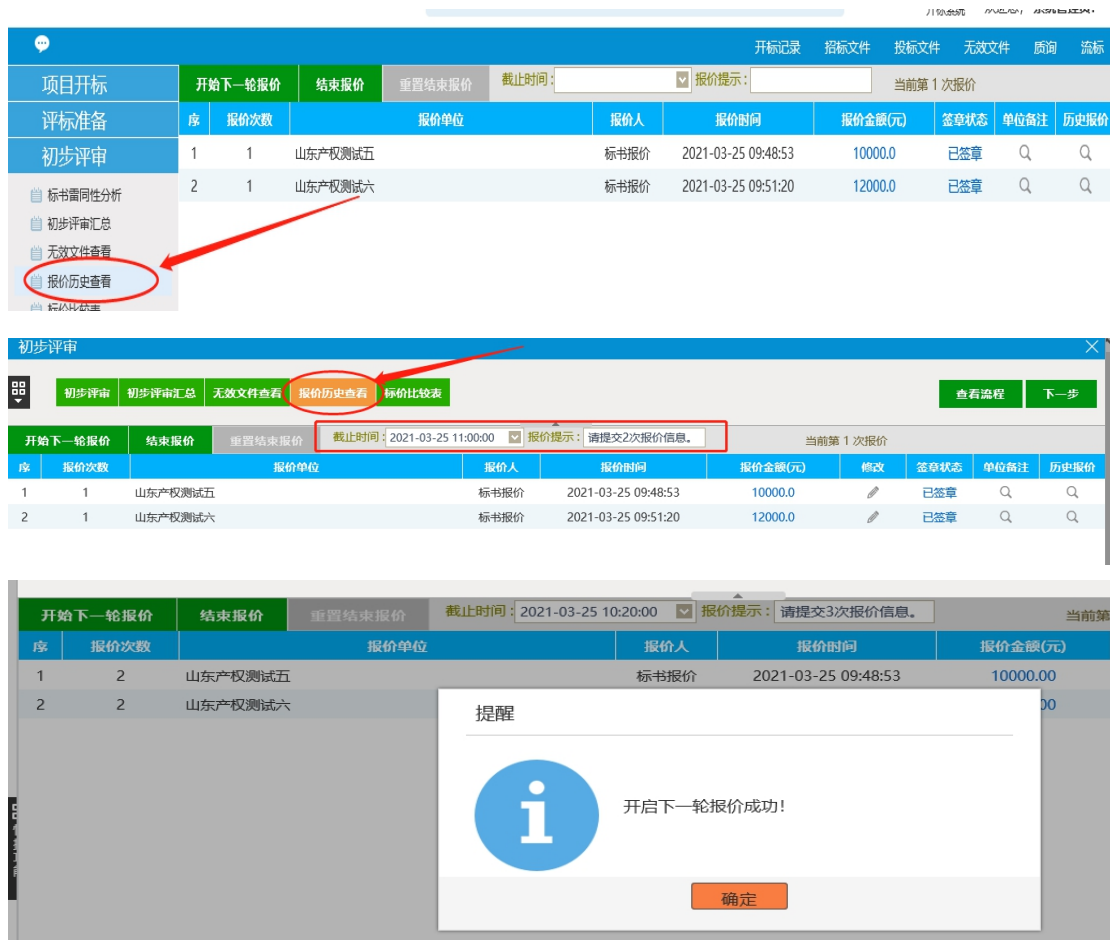 开标记录 招标文件 投标文件 无效文件 质询 流标
项目开标 开始下一轮报价 结束报价 重置结束报价 截止时间: 报价提示: 当前第 1 次报价
评标准备 序 报价次数 报价单位 报价人 报价时间 报价金额(元) 签章状态 单位备注 历史报价
初步评审 1 1 山东产权测试五 标书报价 2021-03-25 09:48:53 10000.0 已签章
2 1 山东产权测试六 标书报价 2021-03-25 09:51:20 12000.0 已签章
标书雷同性分析
初步评审汇总
无效文件查看
报价历史查看
标价比较表
初步评审
初步评审 初步评审汇总 无效文件查看 报价历史查看 标价比较表 查看流程 下一步
开始下一轮报价 结束报价 重置结束报价 截止时间: 2021-03-25 11:00:00 报价提示: 请提交2次报价信息。 当前第 1 次报价
序 报价次数 报价单位 报价人 报价时间 报价金额(元) 修改 签章状态 单位备注 历史报价
1 1 山东产权测试五 标书报价 2021-03-25 09:48:53 10000.0 已签章
2 1 山东产权测试六 标书报价 2021-03-25 09:51:20 12000.0 已签章
开始下一轮报价 结束报价 重置结束报价 截止时间: 2021-03-25 10:20:00 报价提示: 请提交3次报价信息。 当前第
序 报价次数 报价单位 报价人 报价时间 报价金额(元)
1 2 山东产权测试五 标书报价 2021-03-25 09:48:53 10000.00
2 2 山东产权测试六 00
提醒
开启下一轮报价成功!
确定